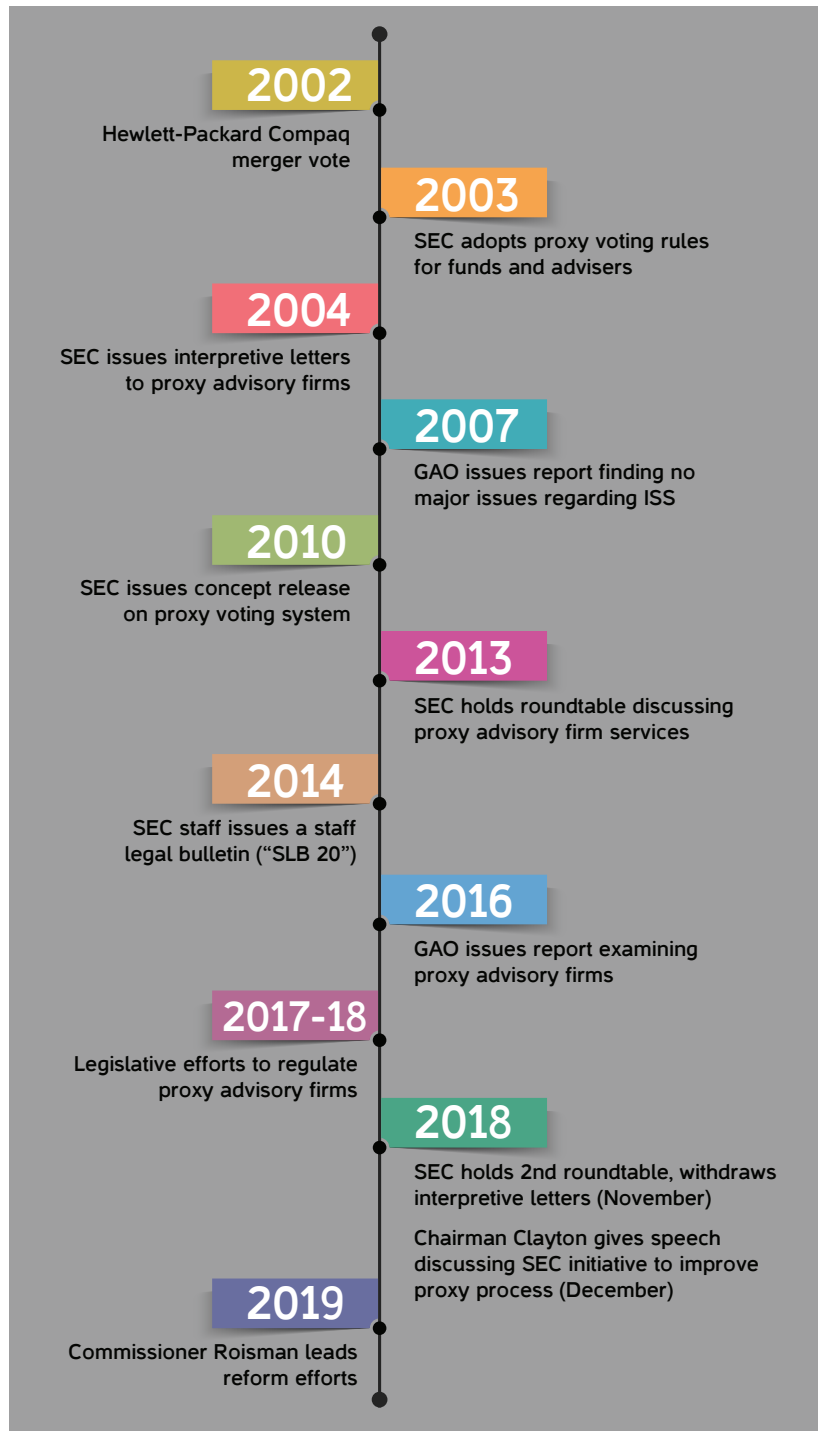 2002
Hewlett-Packard Compaq
merger vote
2003
SEC adopts proxy voting rules
for funds and advisers
2004
SEC issues interpretive letters
to proxy advisory firms
2007
GAO issues report finding no
major issues regarding ISS
2010
SEC issues concept release
on proxy voting system
2013
SEC holds roundtable discussing
proxy advisory firm services
2014
SEC staff issues a staff
legal bulletin (“SLB 20”)
2016
GAO issues report examining
proxy advisory firms
2017-18
Legislative efforts to regulate
proxy advisory firms
2018
SEC holds 2nd roundtable, withdraws
interpretive letters (November)
Chairman Clayton gives speech
discussing SEC initiative to improve
proxy process (December)
2019
Commissioner Roisman leads
reform efforts